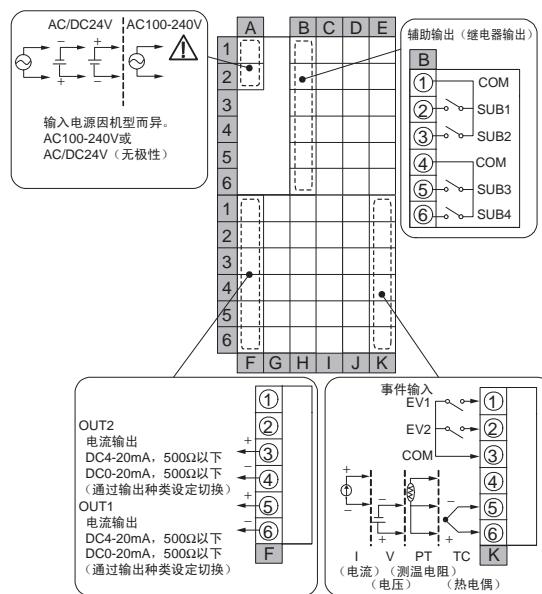 AC/DC24V AC100-240V
− +
+ −
输入电源因机型而异。
AC100-240V或
AC/DC24V（无极性）
A B C D E
1
2
3
4
5
6
1
2
3
4
5
6
F G H I J K
辅助输出（继电器输出）
B
① COM
② SUB1
③ SUB2
④ COM
⑤ SUB3
⑥ SUB4
①
②
③
④
⑤
⑥
F
OUT2
电流输出
DC4-20mA，500Ω以下
DC0-20mA，500Ω以下
（通过输出种类设定切换）
OUT1
电流输出
DC4-20mA，500Ω以下
DC0-20mA，500Ω以下
（通过输出种类设定切换）
+
−
+
−
事件输入
EV1 ①
EV2 ②
COM ③
④
⑤
⑥
K
+
−
−
+
−
+
I V PT TC
（电流）（测温电阻）
（电压） （热电偶）